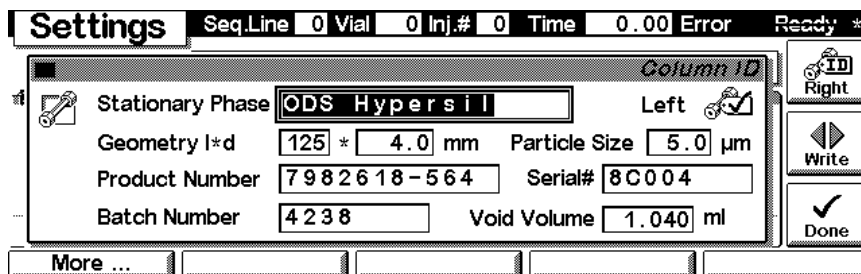 Settings Seq.Line 0 Vial 0 Inj.# 0 Time 0.00 Error Ready *
Column ID
ID
Right
Stationary Phase ODS Hypersil Left
Geometry l*d 125 * 4.0 mm Particle Size 5.0 µm
Write
Product Number 7982618-564 Serial# 8C004
Batch Number 4238 Void Volume 1.040 ml
Done
More ...